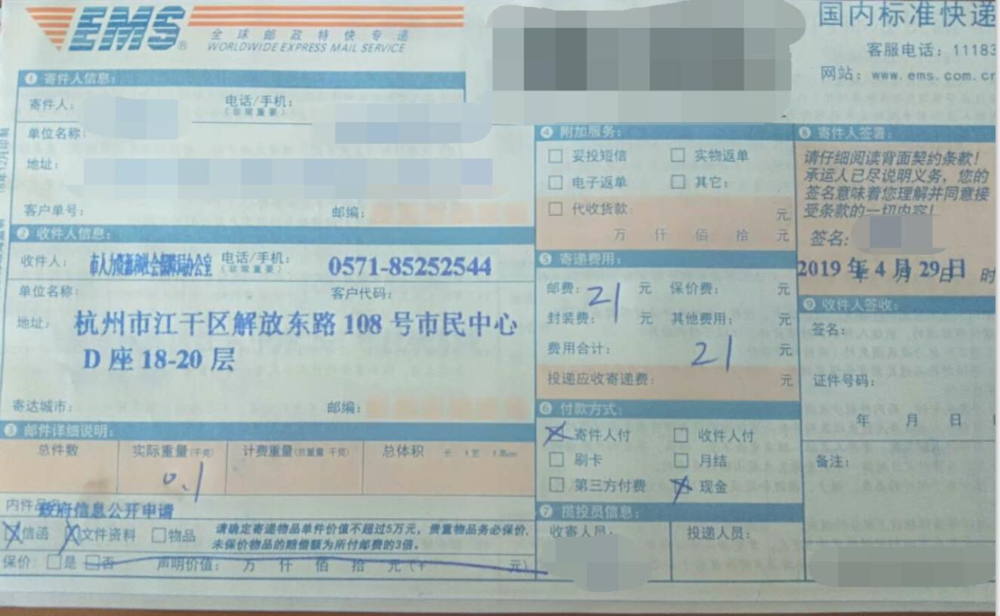 EMS®
全球邮政特快专递
WORLDWIDE EXPRESS MAIL SERVICE
国内标准快递
客服电话：11183
网站：www.ems.com.cn
❶ 寄件人信息：
寄件人：
电话/手机：
（非常重要）
单位名称：
地址：
客户单号：
邮编：
❷ 收件人信息：
收件人：
市人力资源和社会保障局办公室
电话/手机：
（非常重要）
0571-85252544
单位名称：
客户代码：
地址：
杭州市江干区解放东路 108 号市民中心
D 座 18-20 层
寄达城市：
邮编：
❸ 邮件详细说明：
总件数
实际重量(千克)
计费重量(总重量 千克)
总体积 长 X宽 X高cm
0.1
内件品名
政府信息公开申请
信函
文件资料
物品
请确定寄递物品单件价值不超过5万元，贵重物品务必保价，
未保价物品的赔偿额为所付邮费的3倍。
保价：
是
否
声明价值： 万 仟 佰 拾 元（¥ 元）
❹ 附加服务：
妥投短信
实物返单
电子返单
其它：
代收货款：
元
万 仟 佰 拾 元
❺ 寄递费用：
邮费：21 元
保价费： 元
封装费： 元
其他费用： 元
费用合计：21 元
投递应收寄递费： 元
❻ 付款方式：
寄件人付
收件人付
刷卡
月结
第三方付费
现金
❼ 揽投员信息：
收寄人员：
投递人员：
❽ 寄件人签署：
请仔细阅读背面契约条款！
承运人已尽说明义务，您的
签名意味着您理解并同意接
受条款的一切内容！
签名：
2019 年 4 月 29 日
年 月 日 时
❾ 收件人签收：
签名：
证件号码：
年 月 日
备注：